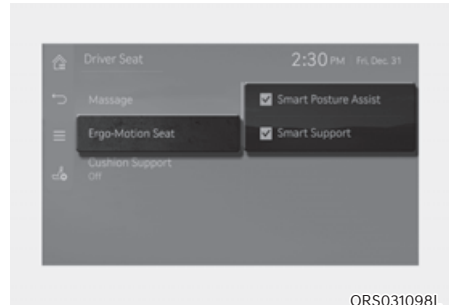 Driver Seat
2:30 PM Fri. Dec. 31
Massage
Smart Posture Assist
Ergo-Motion Seat
Smart Support
Cushion Support
Off
ORS031098L